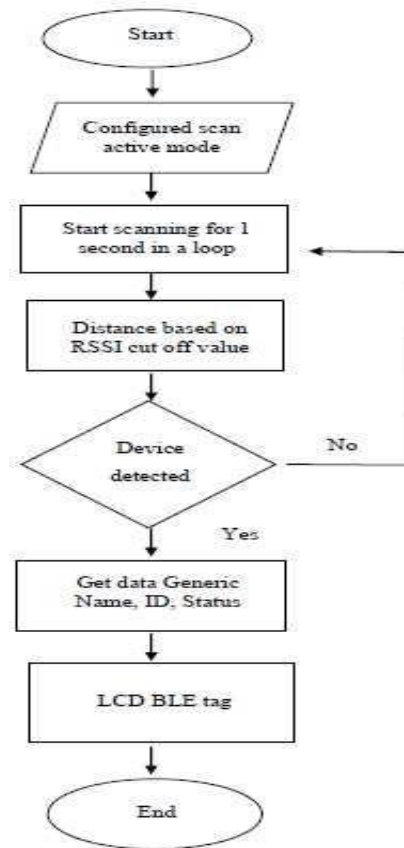 Start
Configured scan
active mode
Start scanning for 1
second in a loop
Distance based on
RSSI cut off value
Device
detected
No
Yes
Get data Generic
Name, ID, Status
LCD BLE tag
End